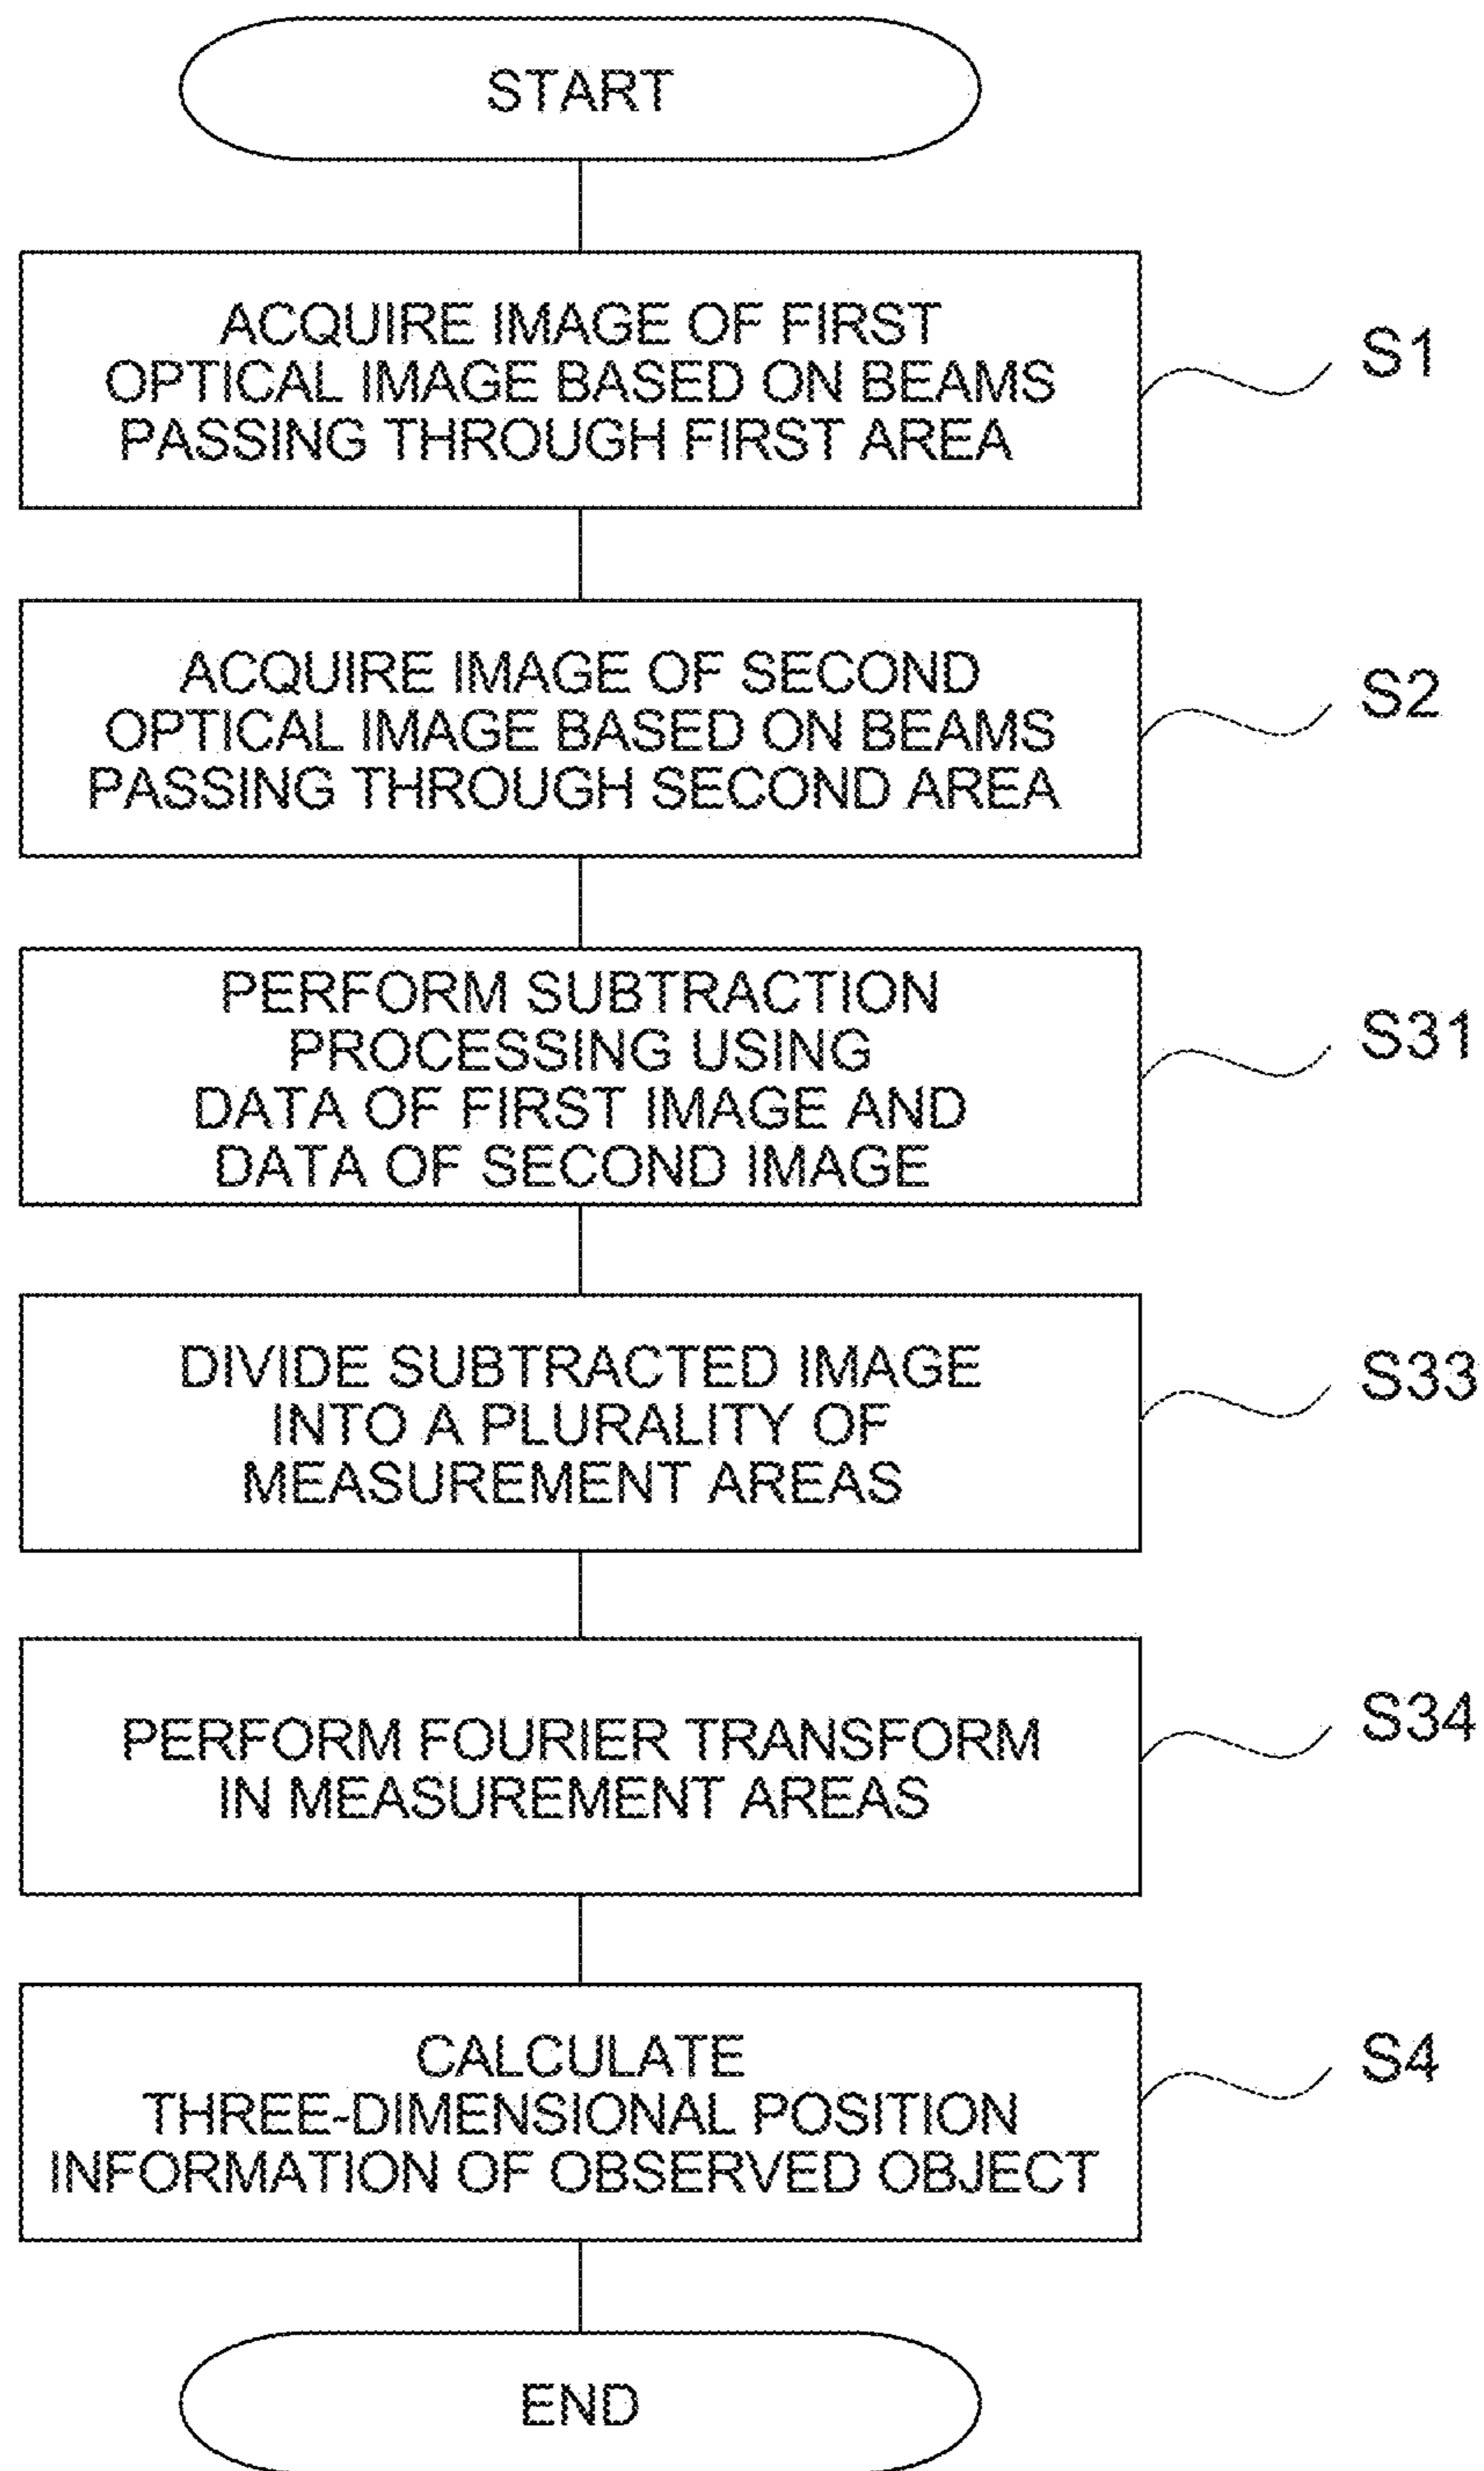 START
ACQUIRE IMAGE OF FIRST
OPTICAL IMAGE BASED ON BEAMS
PASSING THROUGH FIRST AREA
S1
ACQUIRE IMAGE OF SECOND
OPTICAL IMAGE BASED ON BEAMS
PASSING THROUGH SECOND AREA
S2
PERFORM SUBTRACTION
PROCESSING USING
DATA OF FIRST IMAGE AND
DATA OF SECOND IMAGE
S31
DIVIDE SUBTRACTED IMAGE
INTO A PLURALITY OF
MEASUREMENT AREAS
S33
PERFORM FOURIER TRANSFORM
IN MEASUREMENT AREAS
S34
CALCULATE
THREE-DIMENSIONAL POSITION
INFORMATION OF OBSERVED OBJECT
S4
END